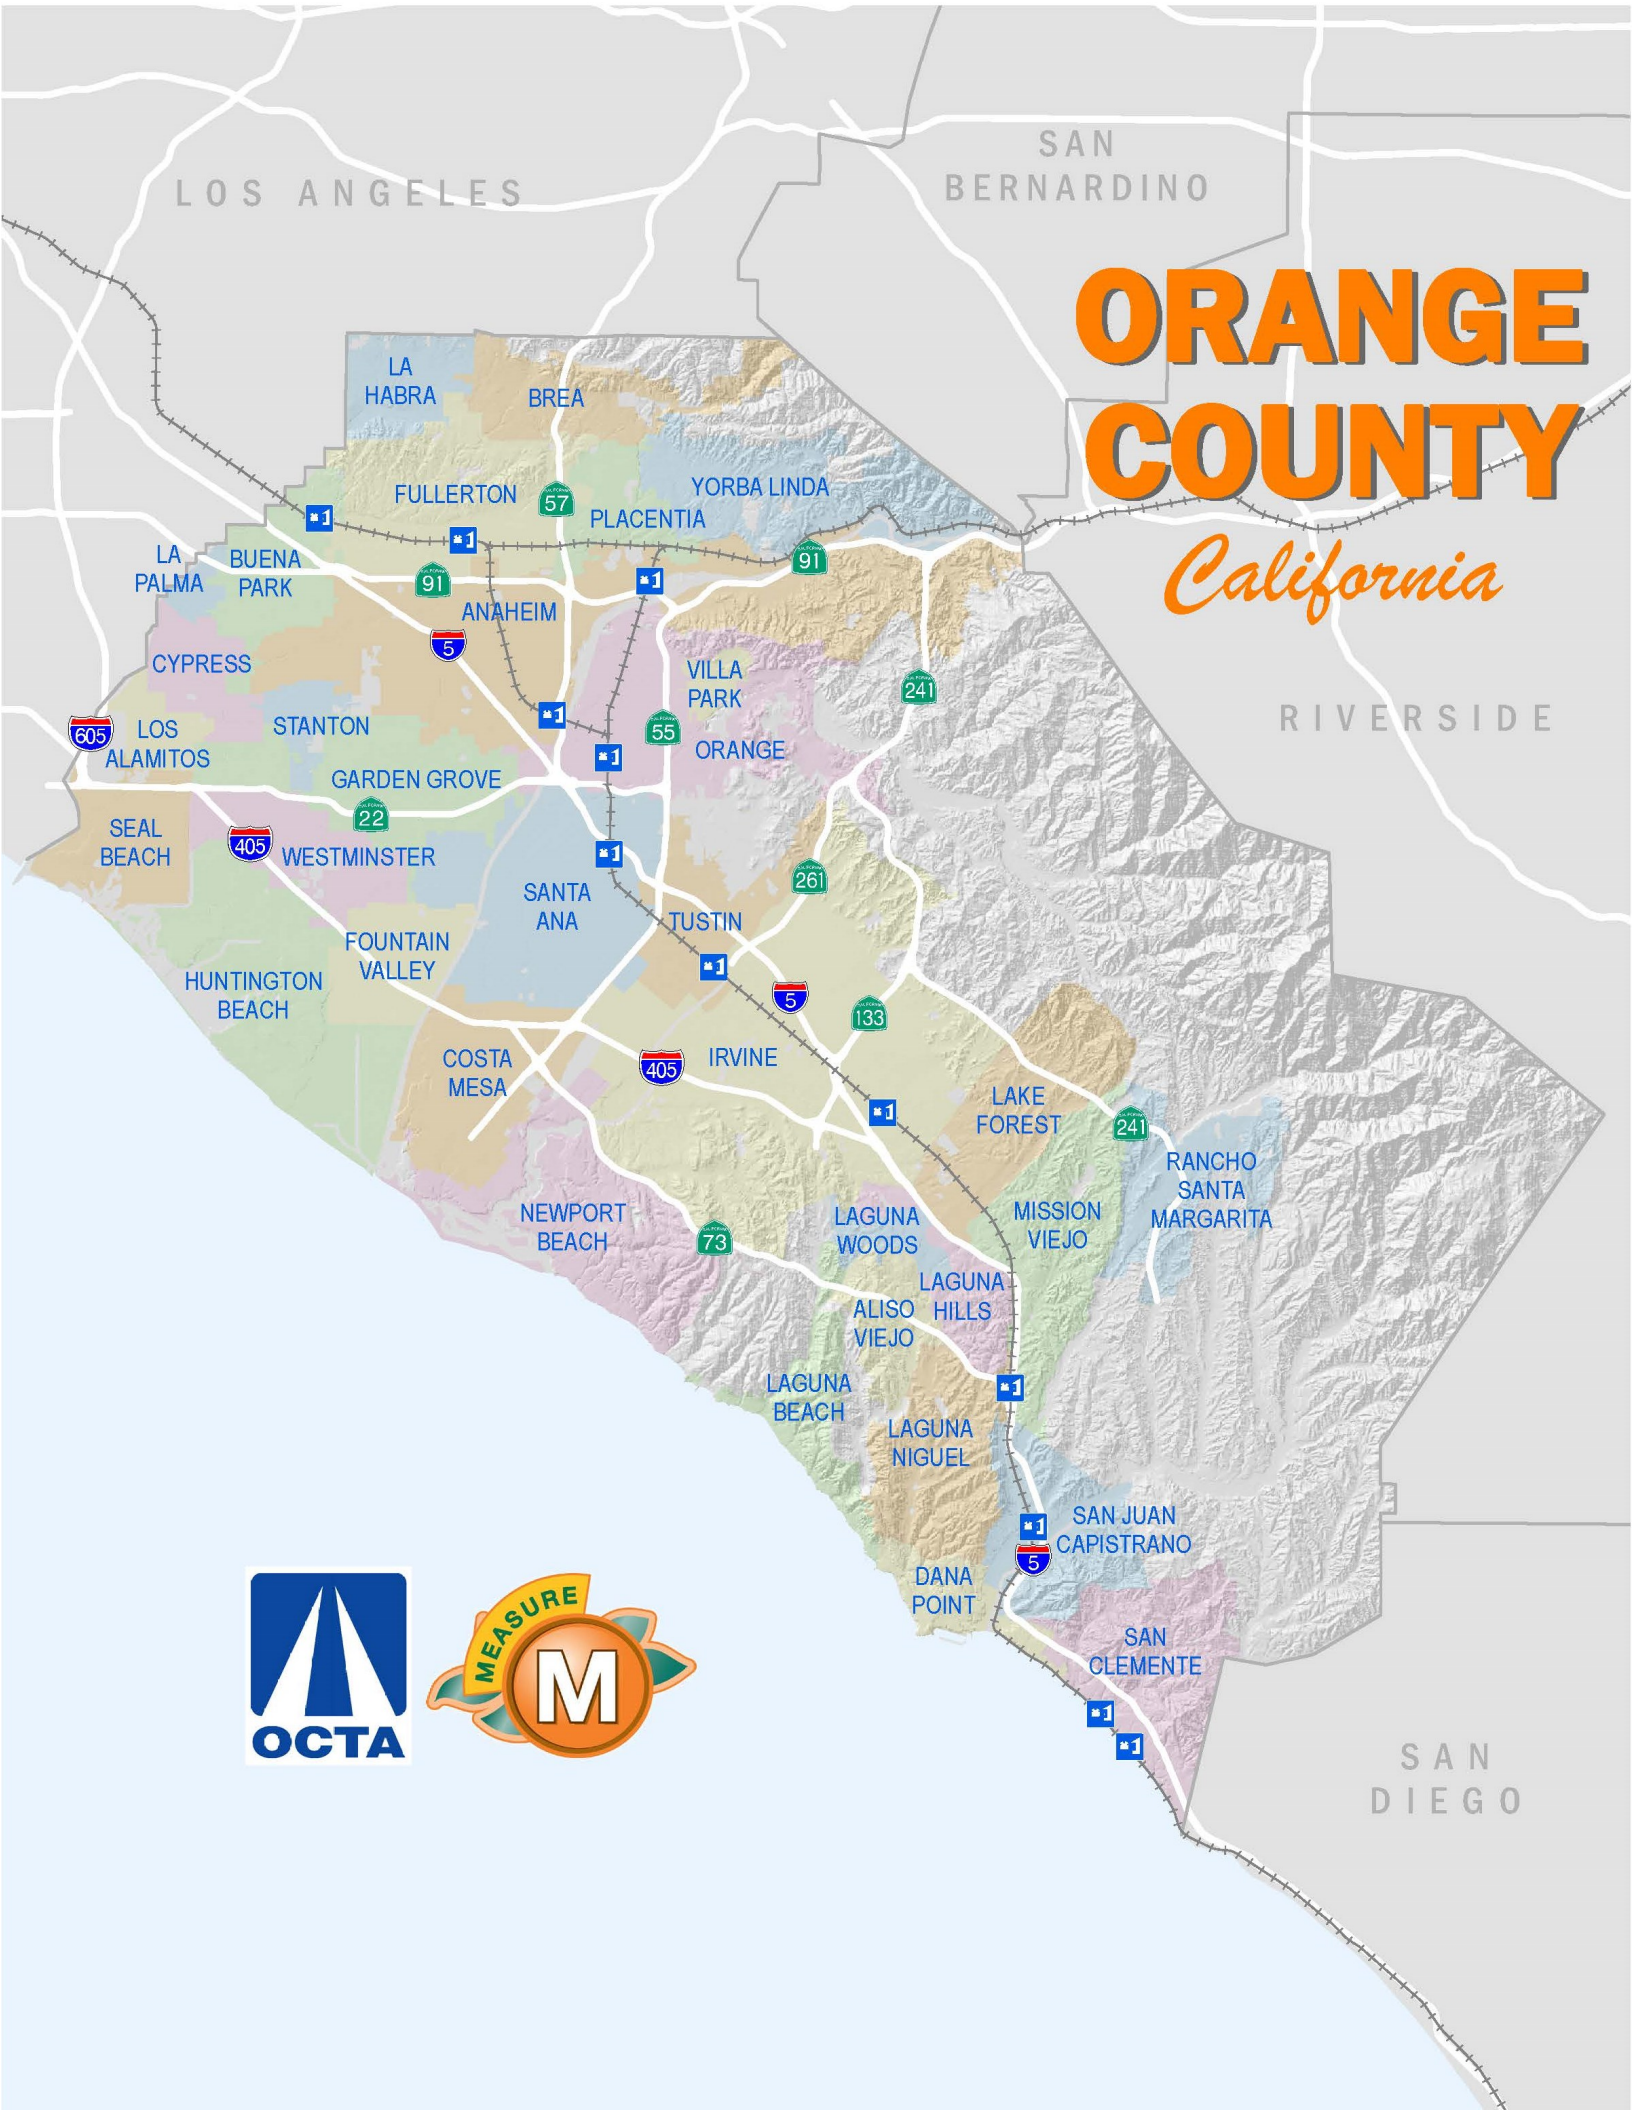 LOS ANGELES
SAN
BERNARDINO
ORANGE
COUNTY
California
RIVERSIDE
LA
HABRA
BREA
FULLERTON
57
YORBA LINDA
PLACENTIA
LA
PALMA
BUENA
PARK
91
91
ANAHEIM
5
CYPRESS
VILLA
PARK
241
605
LOS
ALAMITOS
STANTON
55
ORANGE
GARDEN GROVE
22
SEAL
BEACH
405
WESTMINSTER
261
SANTA
ANA
TUSTIN
FOUNTAIN
VALLEY
HUNTINGTON
BEACH
5
133
COSTA
MESA
405
IRVINE
LAKE
FOREST
241
RANCHO
SANTA
MARGARITA
NEWPORT
BEACH
73
LAGUNA
WOODS
MISSION
VIEJO
LAGUNA
HILLS
ALISO
VIEJO
LAGUNA
BEACH
LAGUNA
NIGUEL
SAN JUAN
CAPISTRANO
5
DANA
POINT
SAN
CLEMENTE
OCTA
MEASURE
M
SAN
DIEGO